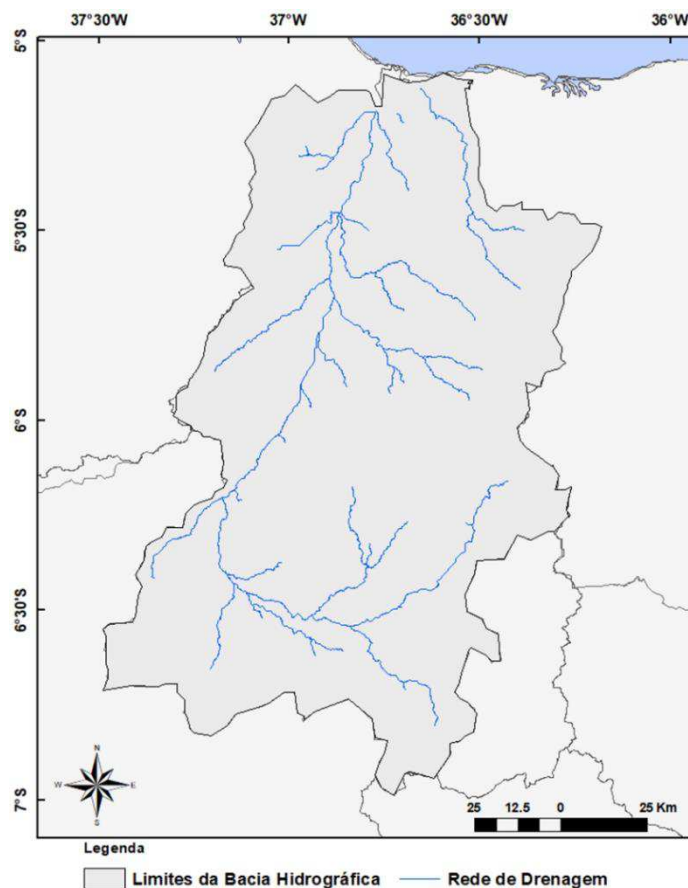 37°30'W 37°W 36°30'W 36°W
5°S
5°30'S
6°S
6°30'S
7°S
N
W E
S
25 12.5 0 25 Km
Legenda
Limites da Bacia Hidrográfica Rede de Drenagem